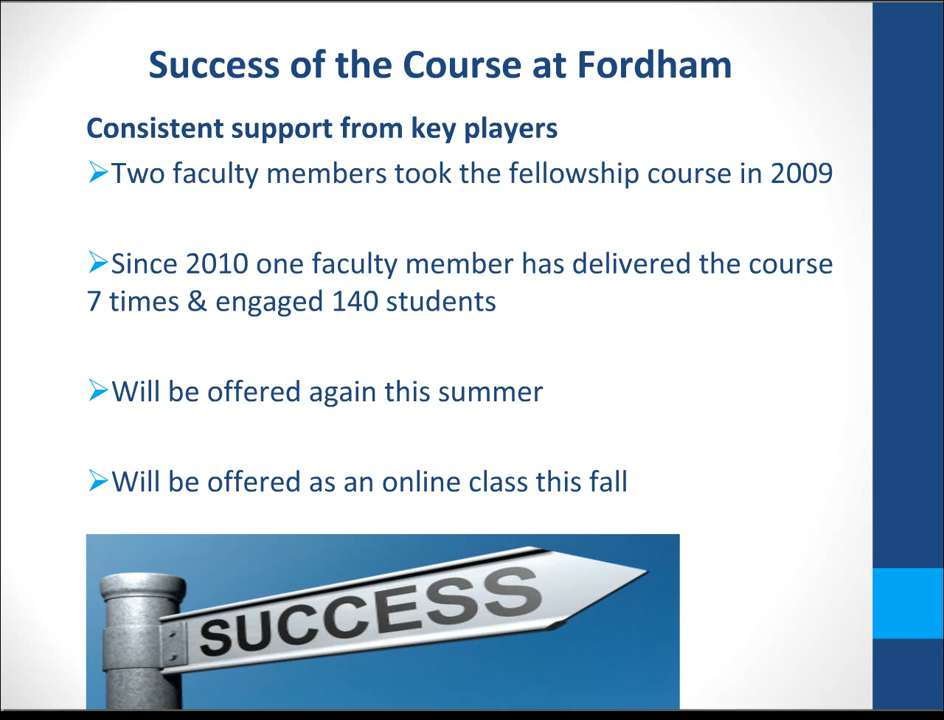 Success of the Course at Fordham
Consistent support from key players
➢Two faculty members took the fellowship course in 2009
➢Since 2010 one faculty member has delivered the course
7 times & engaged 140 students
➢Will be offered again this summer
➢Will be offered as an online class this fall
SUCCESS